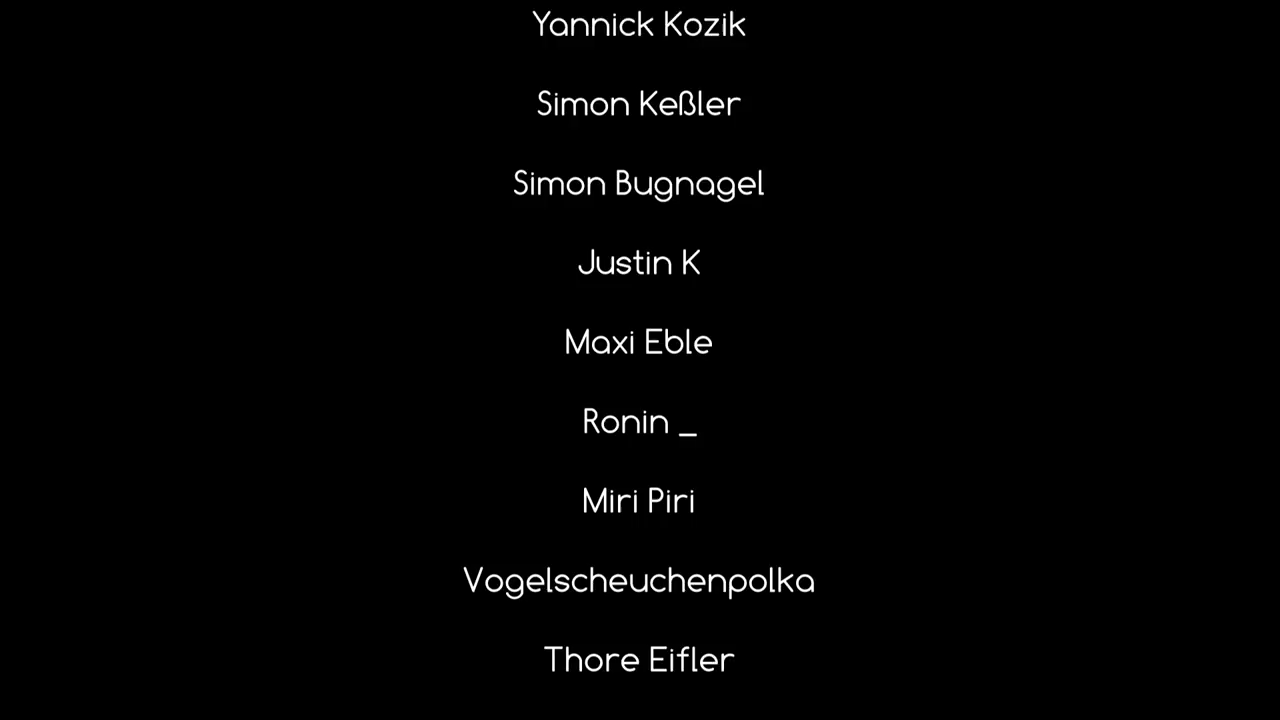 Yannick Kozik
Simon Keßler
Simon Bugnagel
Justin K
Maxi Eble
Ronin _
Miri Piri
Vogelscheuchenpolka
Thore Eifler